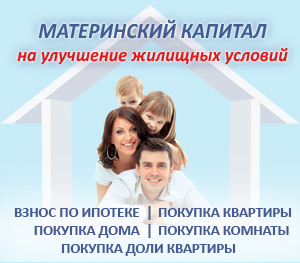 МАТЕРИНСКИЙ КАПИТАЛ
на улучшение жилищных условий
ВЗНОС ПО ИПОТЕКЕ | ПОКУПКА КВАРТИРЫ
ПОКУПКА ДОМА | ПОКУПКА КОМНАТЫ
ПОКУПКА ДОЛИ КВАРТИРЫ